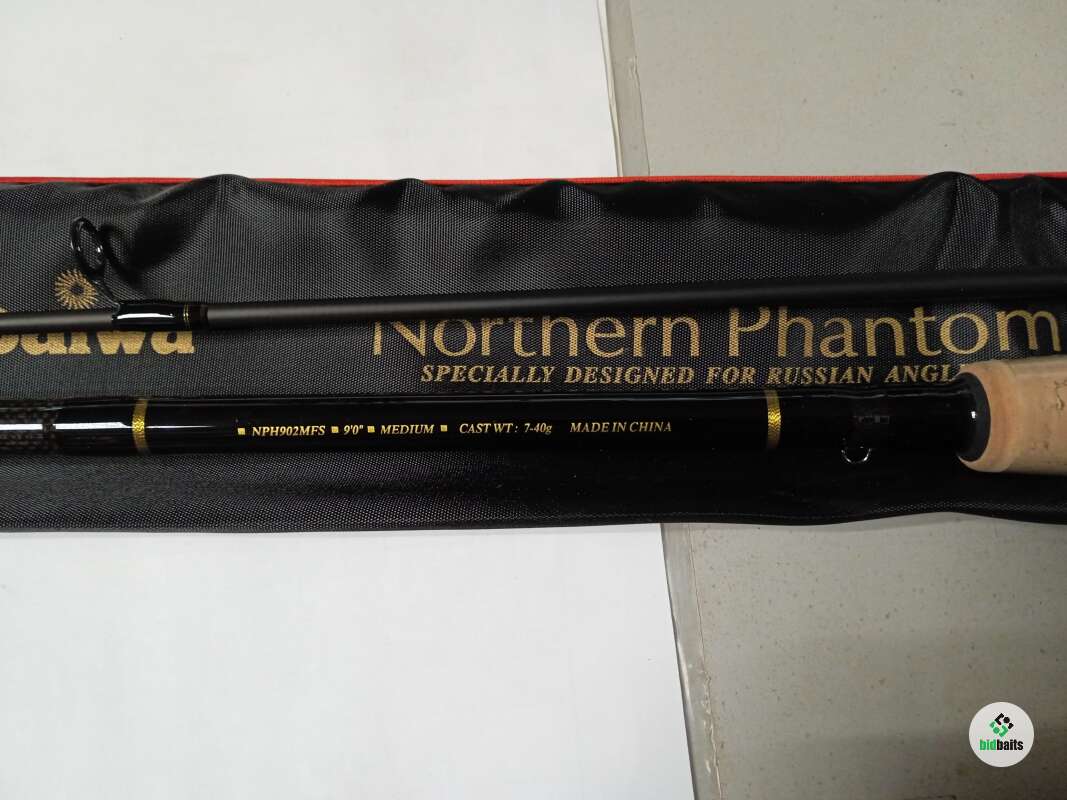 Daiwa
Northern Phantom
SPECIALLY DESIGNED FOR RUSSIAN ANGL
NPH902MFS ■ 9'0" ■ MEDIUM ■ CAST WT : 7-40g MADE IN CHINA
bidbaits